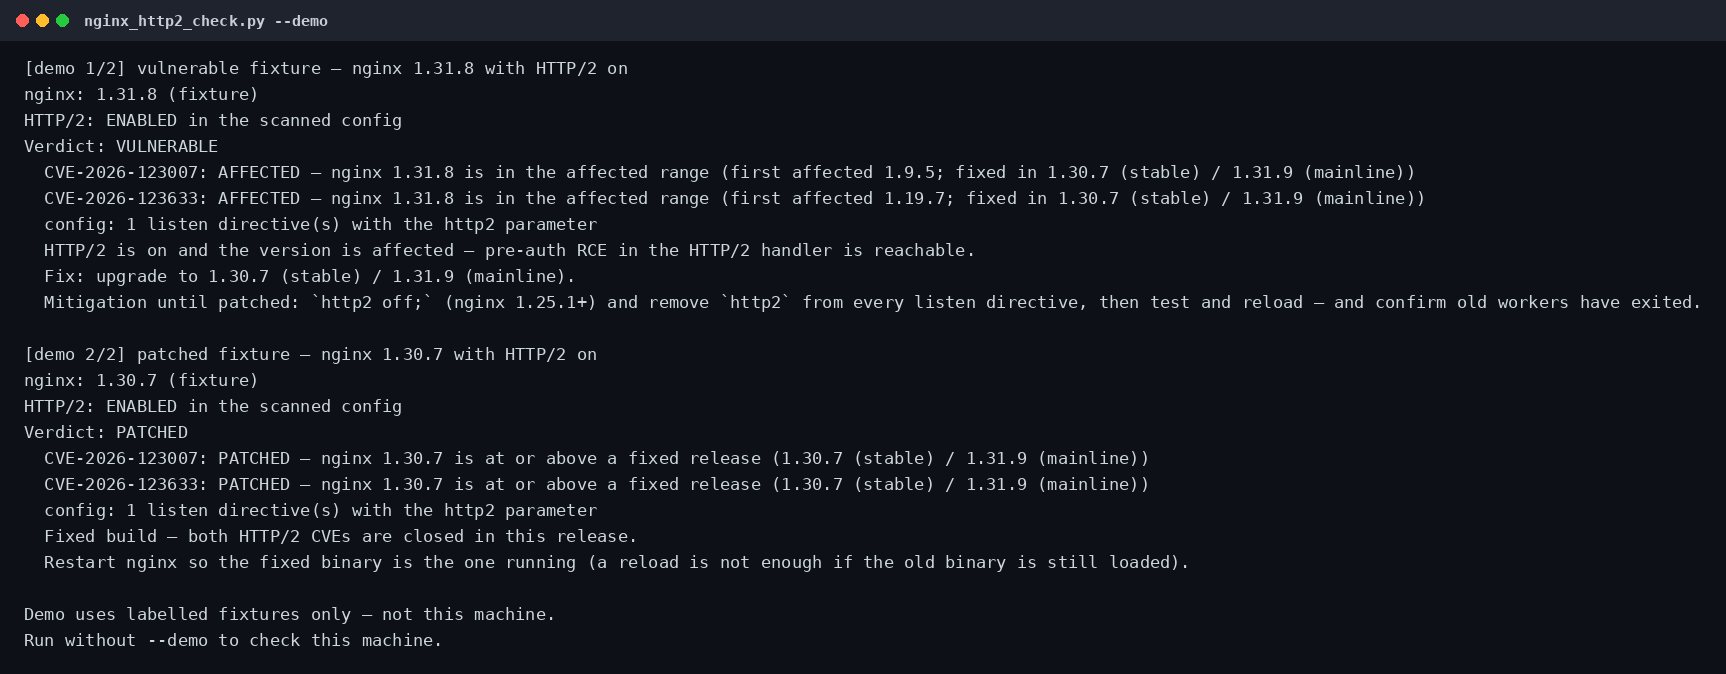 nginx_http2_check.py --demo
[demo 1/2] vulnerable fixture — nginx 1.31.8 with HTTP/2 on
nginx: 1.31.8 (fixture)
HTTP/2: ENABLED in the scanned config
Verdict: VULNERABLE
CVE-2026-123007: AFFECTED — nginx 1.31.8 is in the affected range (first affected 1.9.5; fixed in 1.30.7 (stable) / 1.31.9 (mainline))
CVE-2026-123633: AFFECTED — nginx 1.31.8 is in the affected range (first affected 1.19.7; fixed in 1.30.7 (stable) / 1.31.9 (mainline))
config: 1 listen directive(s) with the http2 parameter
HTTP/2 is on and the version is affected — pre-auth RCE in the HTTP/2 handler is reachable.
Fix: upgrade to 1.30.7 (stable) / 1.31.9 (mainline).
Mitigation until patched: `http2 off;` (nginx 1.25.1+) and remove `http2` from every listen directive, then test and reload — and confirm old workers have exited.
[demo 2/2] patched fixture — nginx 1.30.7 with HTTP/2 on
nginx: 1.30.7 (fixture)
HTTP/2: ENABLED in the scanned config
Verdict: PATCHED
CVE-2026-123007: PATCHED — nginx 1.30.7 is at or above a fixed release (1.30.7 (stable) / 1.31.9 (mainline))
CVE-2026-123633: PATCHED — nginx 1.30.7 is at or above a fixed release (1.30.7 (stable) / 1.31.9 (mainline))
config: 1 listen directive(s) with the http2 parameter
Fixed build — both HTTP/2 CVEs are closed in this release.
Restart nginx so the fixed binary is the one running (a reload is not enough if the old binary is still loaded).
Demo uses labelled fixtures only — not this machine.
Run without --demo to check this machine.